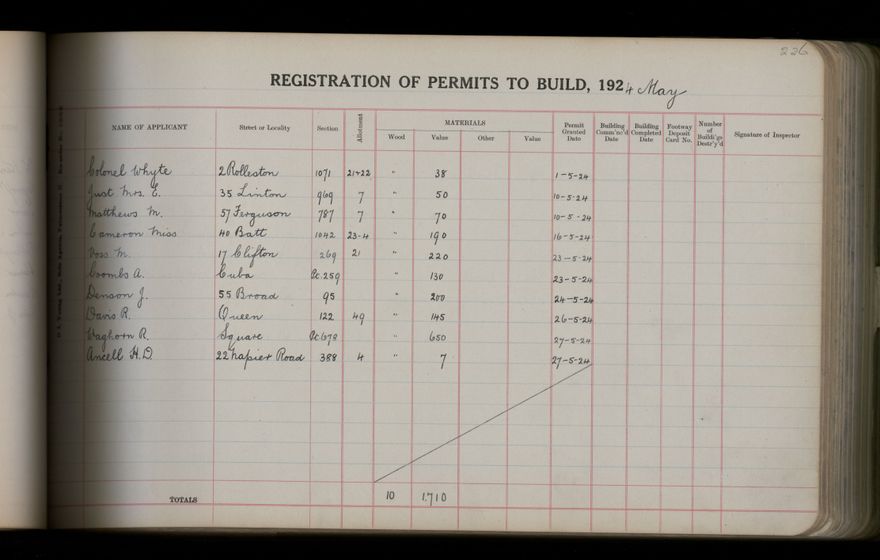 226
REGISTRATION OF PERMITS TO BUILD, 1924 May
NAME OF APPLICANT Street or Locality Section Allotment MATERIALS Wood Value Other Value Permit Granted Date Building Comm'nc'd Date Building Completed Date Footway Deposit Card No. Number of Buildi'gs Destr'y'd Signature of Inspector
Colonel Whyte 2 Rolleston 1071 21+22 " 38 1-5-24
Just Mrs. E. 35 Linton 969 7 " 50 10-5-24
Matthews M. 57 Ferguson 787 7 " 70 10-5-24
Cameron Miss 40 Batt 1042 23-4 " 190 16-5-24
Voss M. 17 Clifton 269 21 " 220 23-5-24
Coombs A. Cuba Pt.259 " 130 23-5-24
Denson J. 55 Broad 95 " 200 24-5-24
Davis R. Queen 122 49 " 145 26-5-24
Waghorn R. Square Pt.678 " 650 27-5-24
Ancell H.D. 22 Napier Road 388 4 " 7 27-5-24
TOTALS 10 1,710